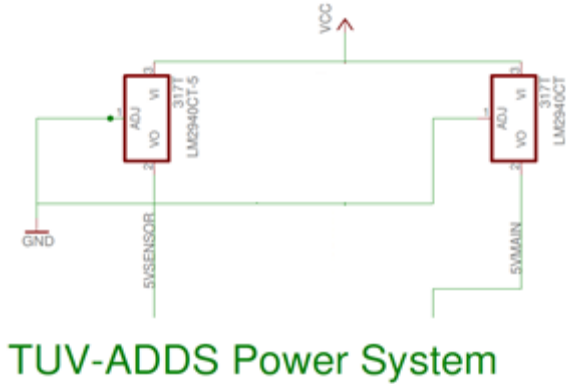 VCC
3
VI
ADJ
1
VO
2
317T
LM2940CT-5
3
VI
ADJ
1
VO
2
317T
LM2940CT
GND
5VSENSOR
5VMAIN
TUV-ADDS Power System